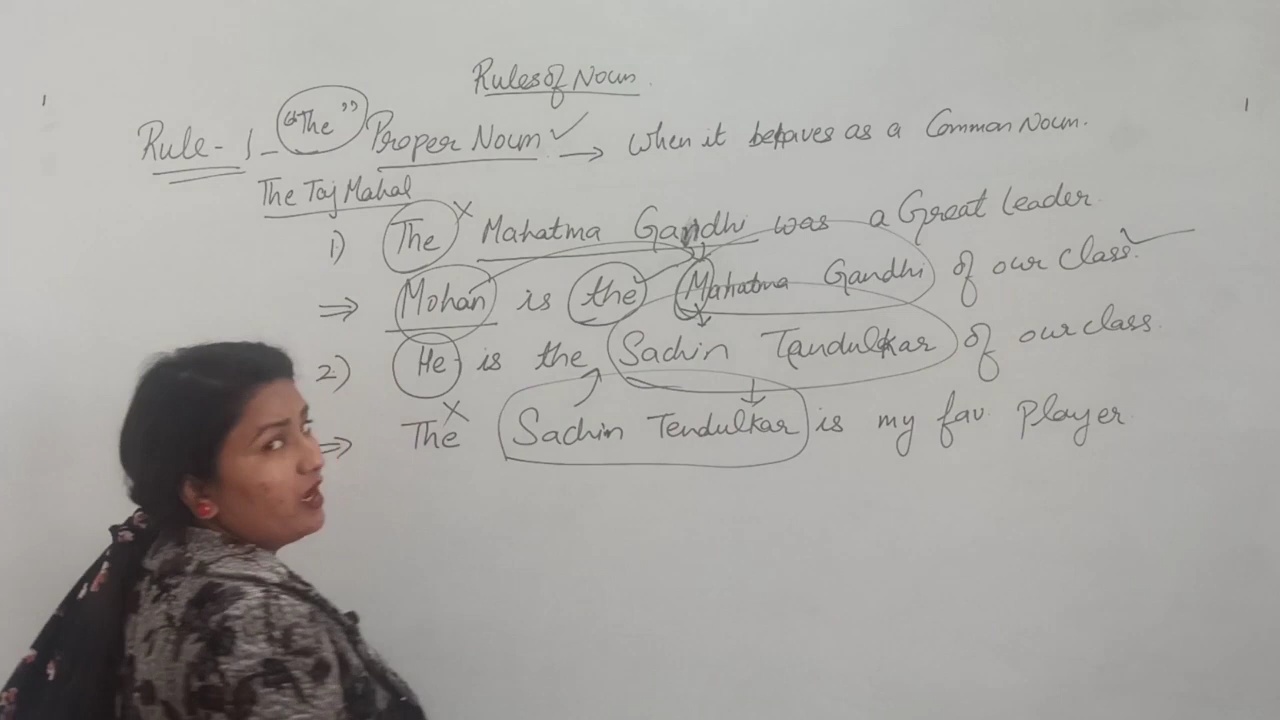 Rules of Noun.
Rule-1- "The" Proper Noun ✓ → when it behaves as a Common Noun.
The Taj Mahal
1) The × Mahatma Gandhi was a Great leader.
⇒ Mohan is the Mahatma Gandhi of our class. ✓
2) He is the Sachin Tandulkar of our class.
⇒ The × Sachin Tendulkar is my fav. Player.